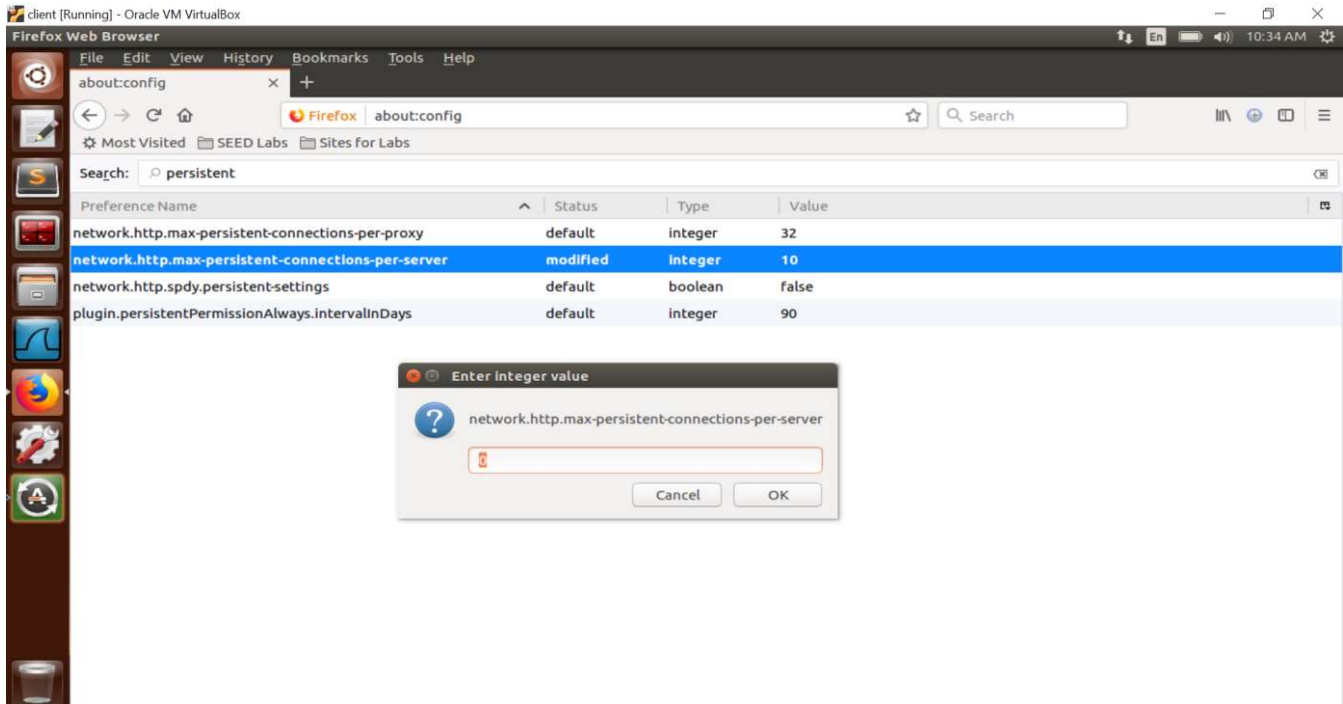 client [Running] - Oracle VM VirtualBox
Firefox Web Browser En 10:34 AM
File Edit View History Bookmarks Tools Help
about:config
Firefox about:config Search
Most Visited SEED Labs Sites for Labs
Search: persistent
Preference Name Status Type Value
network.http.max-persistent-connections-per-proxy default integer 32
network.http.max-persistent-connections-per-server modified integer 10
network.http.spdy.persistent-settings default boolean false
plugin.persistentPermissionAlways.intervalInDays default integer 90
Enter integer value
network.http.max-persistent-connections-per-server
0
Cancel OK